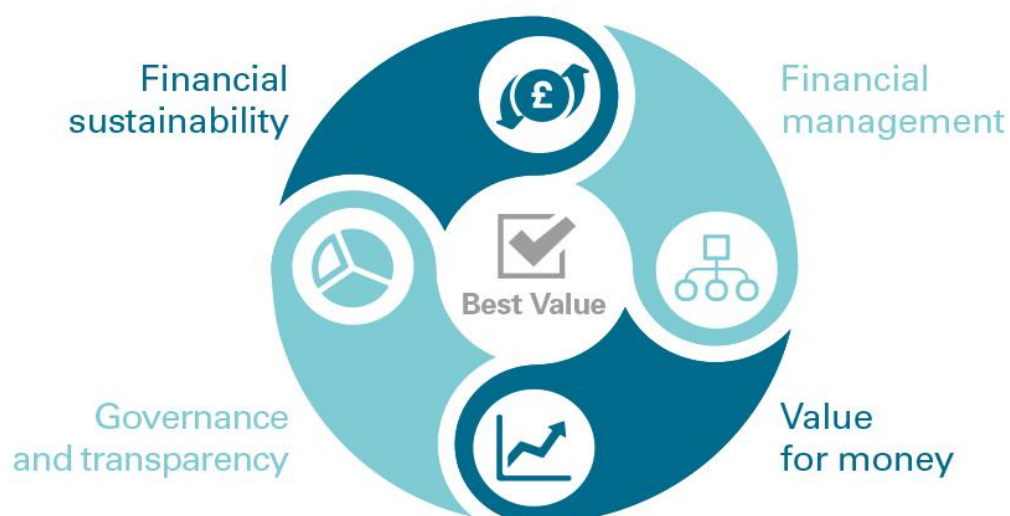 Financial
sustainability
Financial
management
£
Best Value
Governance
and transparency
Value
for money